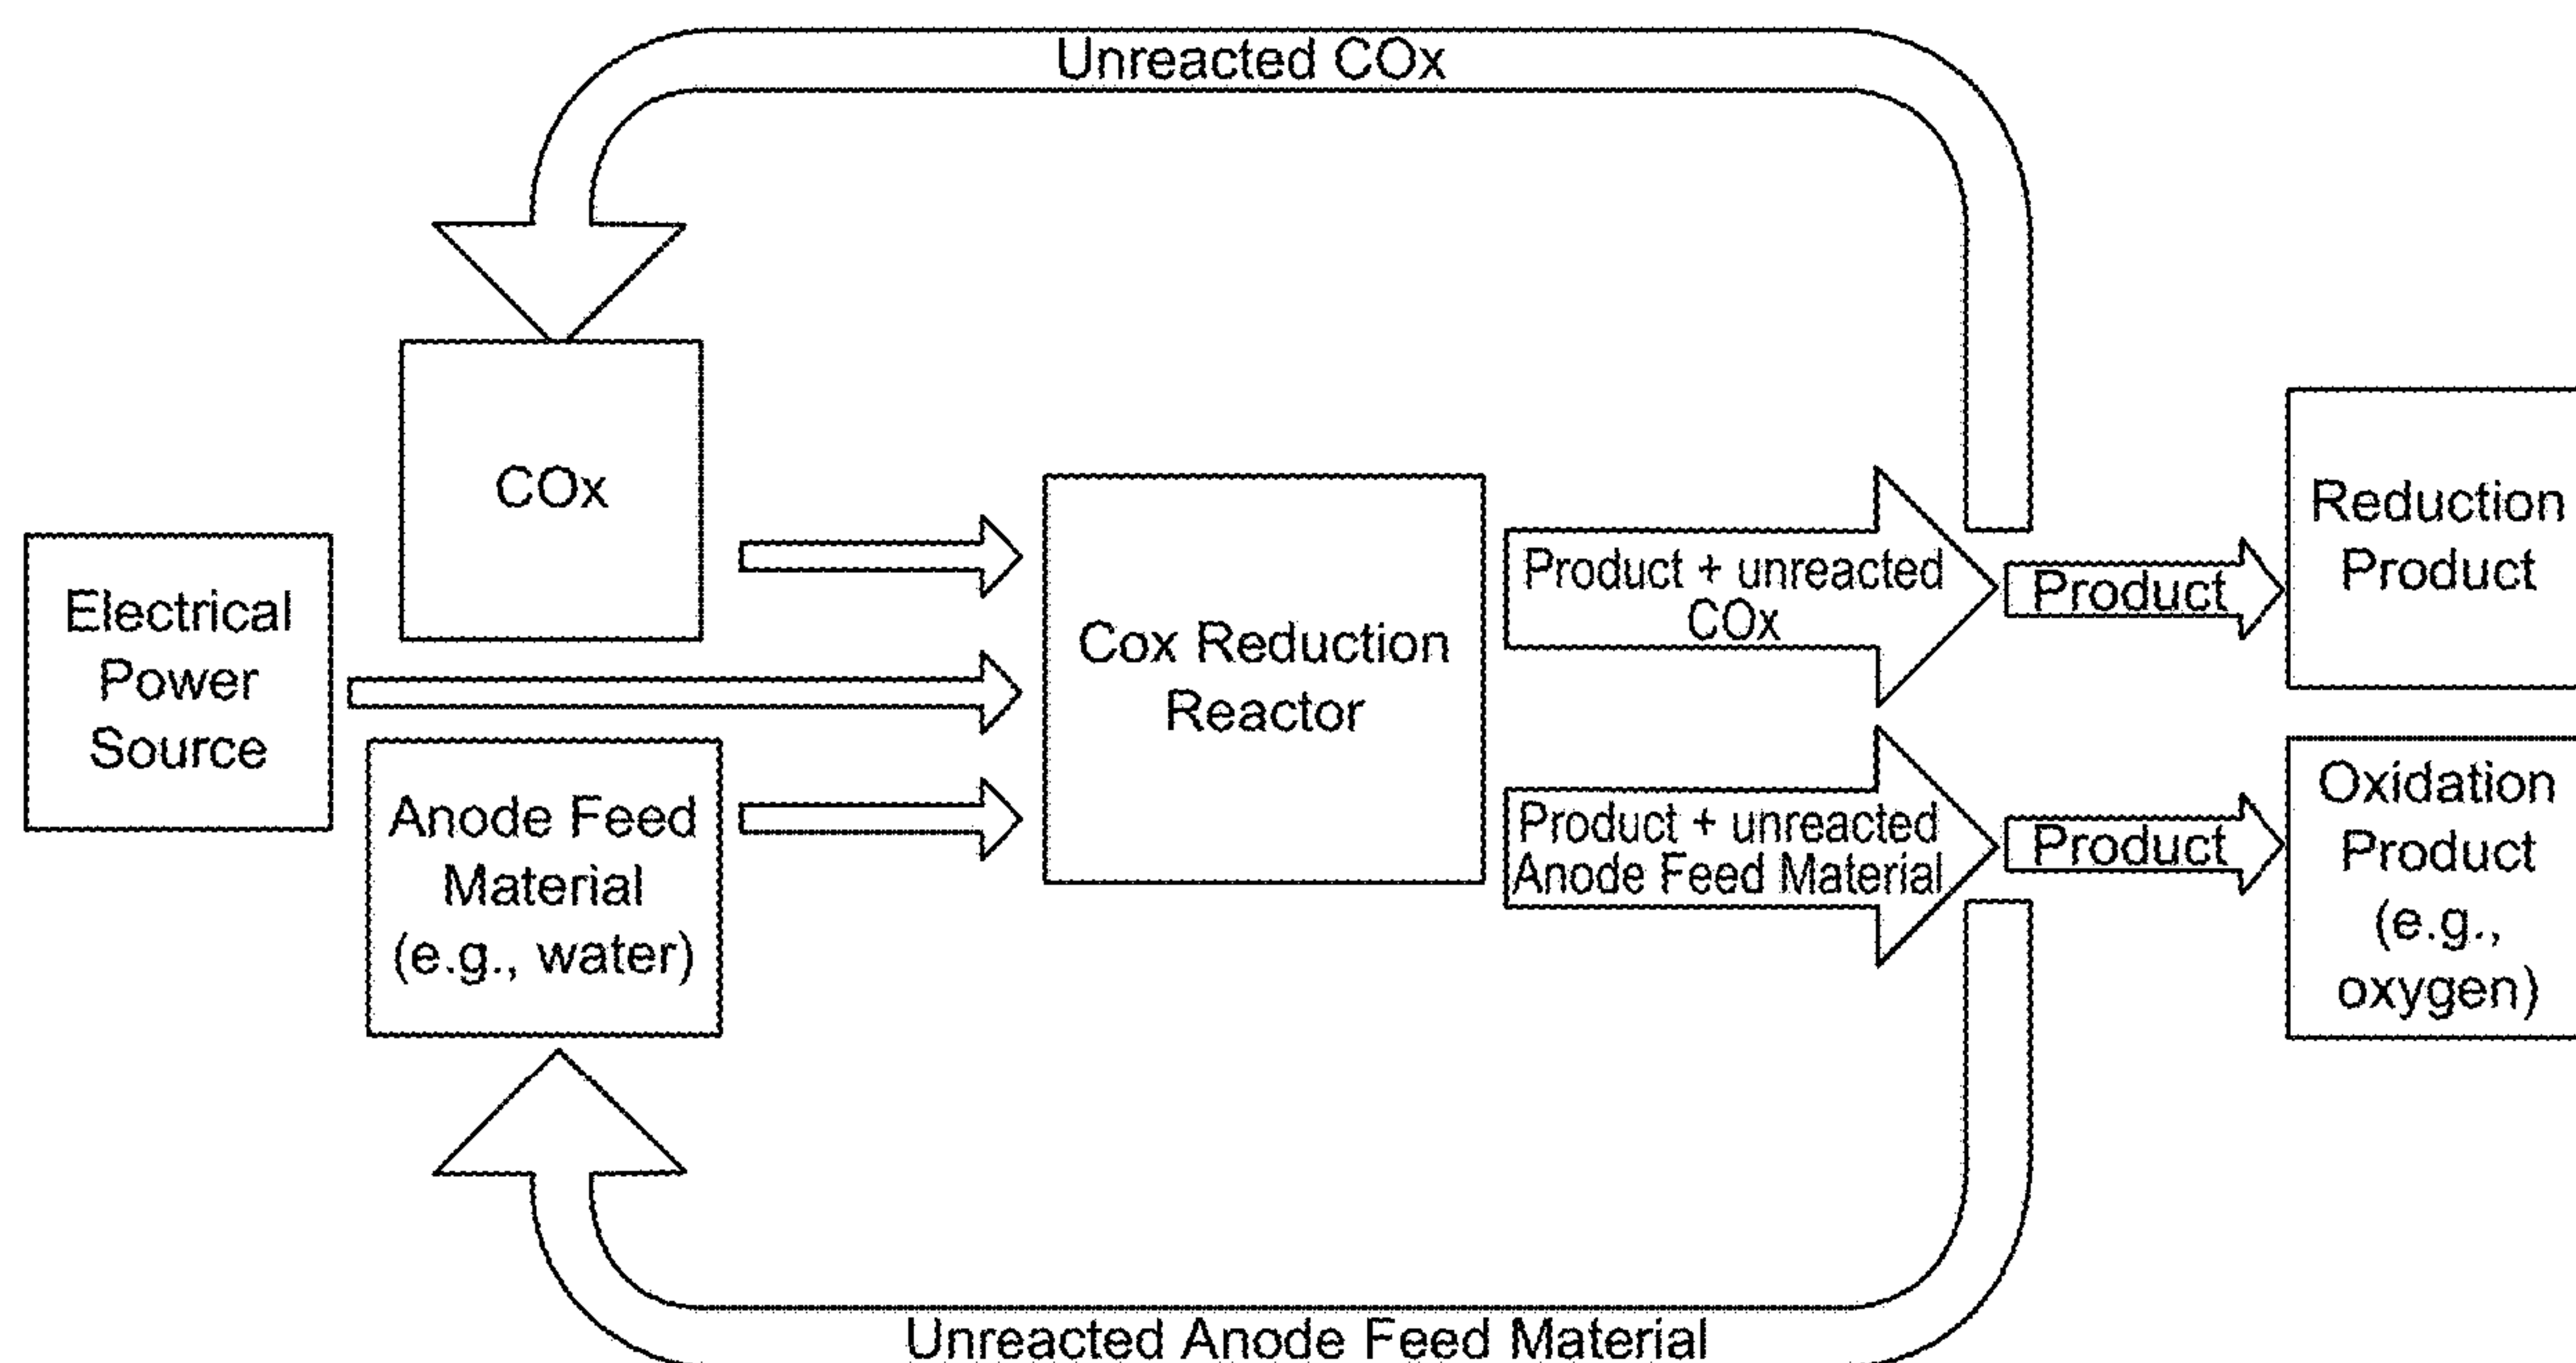 Unreacted COx
COx
Electrical
Power
Source
Anode Feed
Material
(e.g., water)
Cox Reduction
Reactor
Product + unreacted
COx
Product
Reduction
Product
Product + unreacted
Anode Feed Material
Product
Oxidation
Product
(e.g.,
oxygen)
Unreacted Anode Feed Material